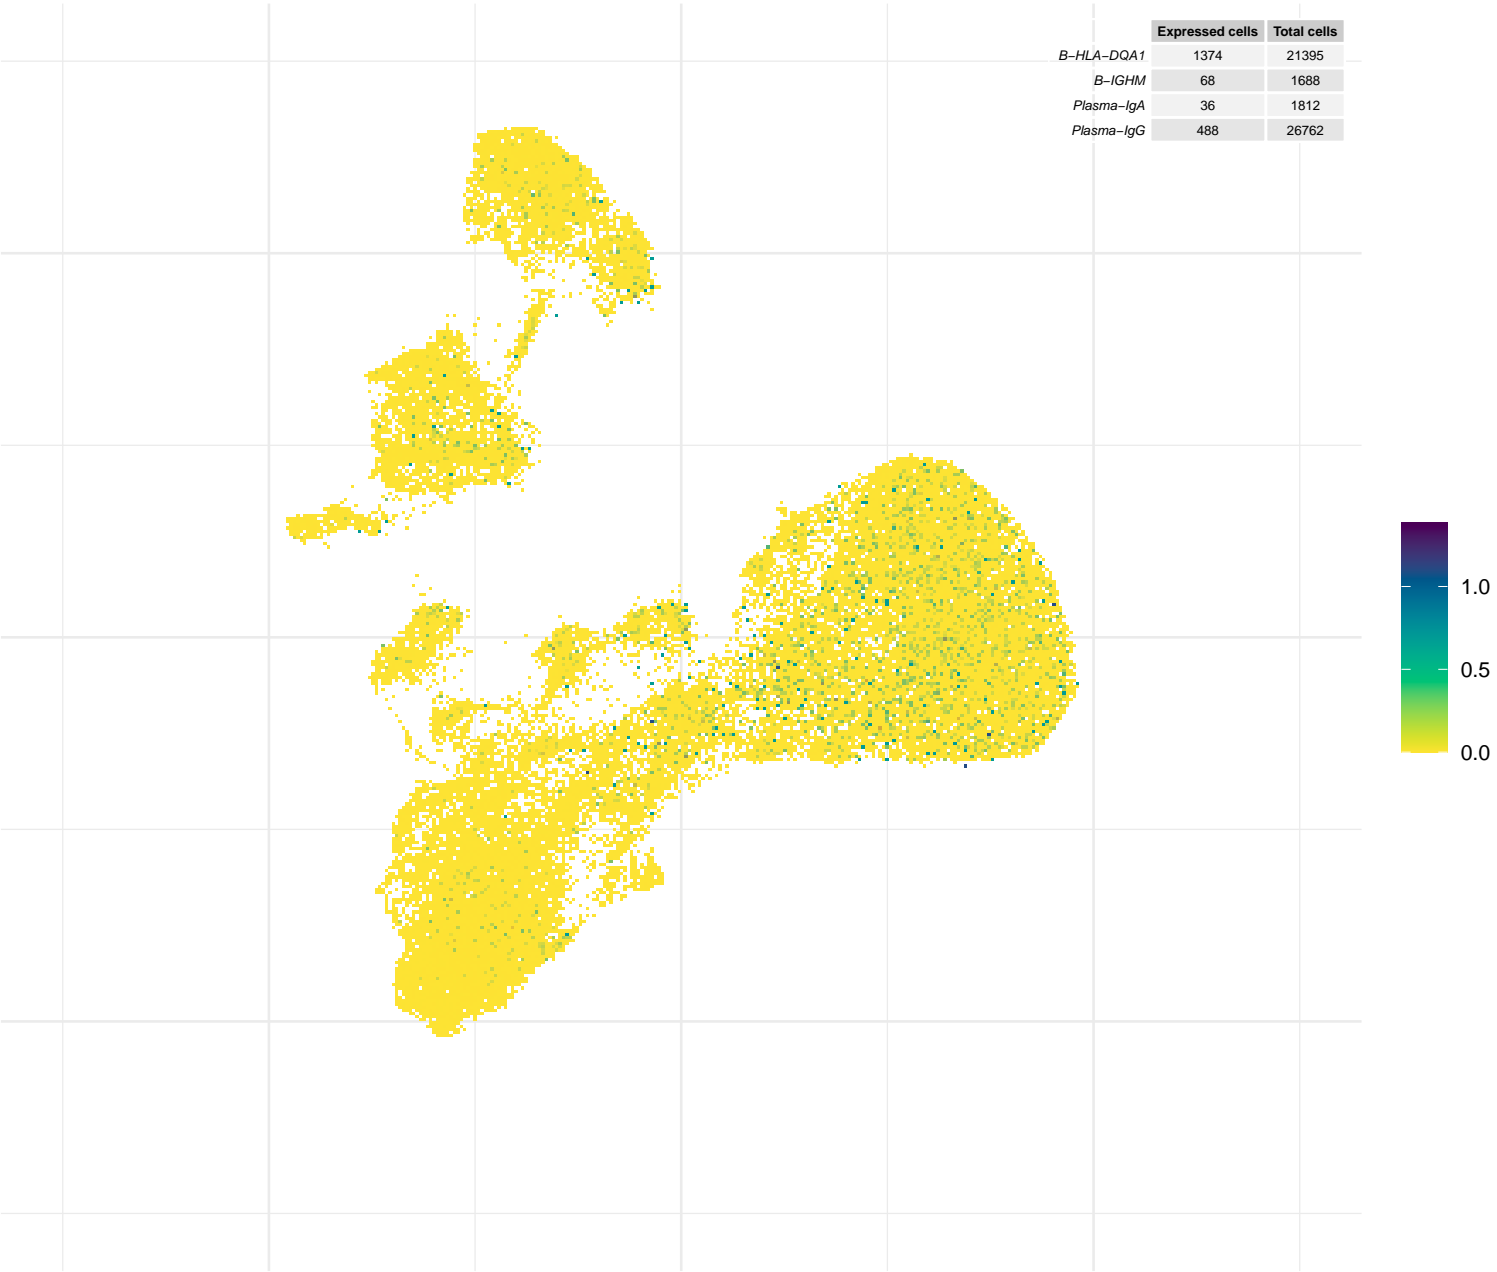 Expressed cells Total cells
B−HLA−DQA1 1374 21395
B−IGHM 68 1688
Plasma−IgA 36 1812
Plasma−IgG 488 26762
1.0
0.5
0.0